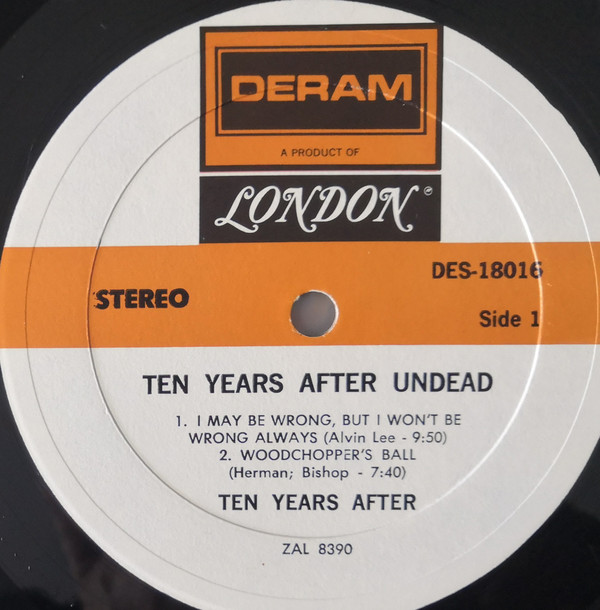 DERAM
A PRODUCT OF
LONDON®
DES-18016
STEREO
Side 1
TEN YEARS AFTER UNDEAD
1. I MAY BE WRONG, BUT I WON'T BE
WRONG ALWAYS (Alvin Lee - 9:50)
2. WOODCHOPPER'S BALL
(Herman; Bishop - 7:40)
TEN YEARS AFTER
ZAL 8390